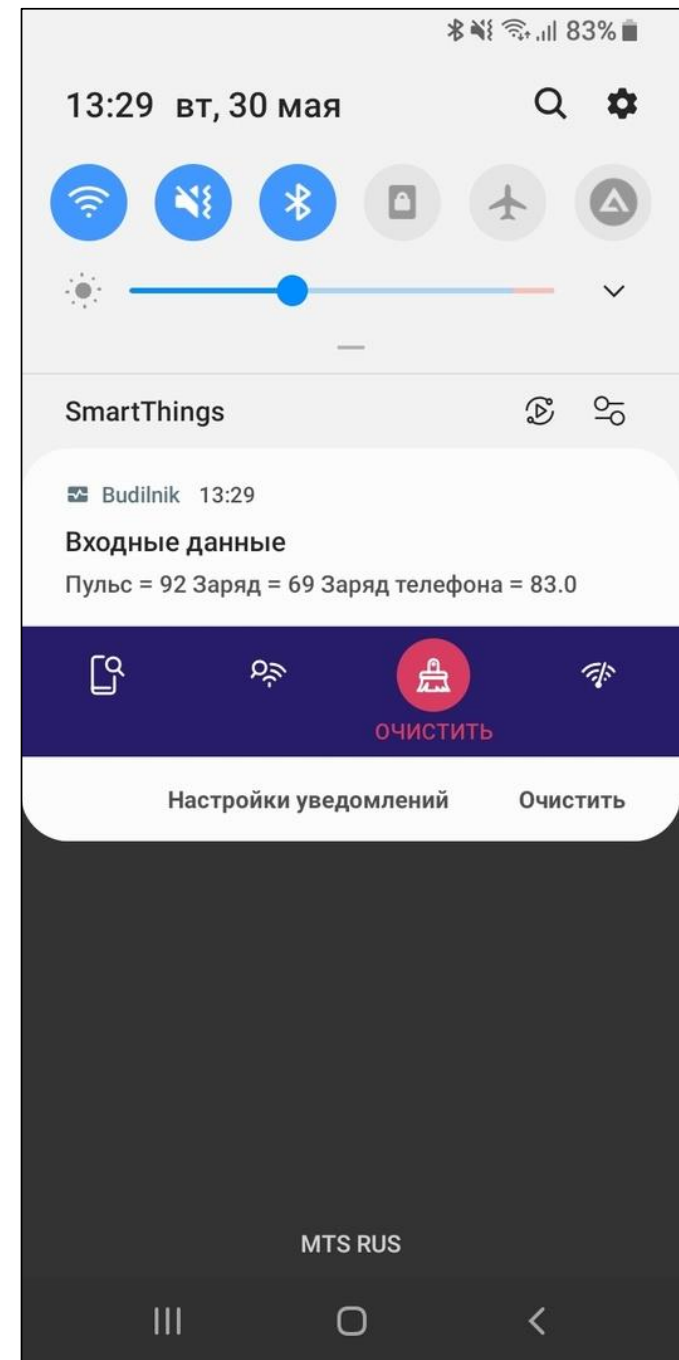 83%
13:29 вт, 30 мая
SmartThings
Budilnik 13:29
Входные данные
Пульс = 92 Заряд = 69 Заряд телефона = 83.0
ОЧИСТИТЬ
Настройки уведомлений Очистить
MTS RUS